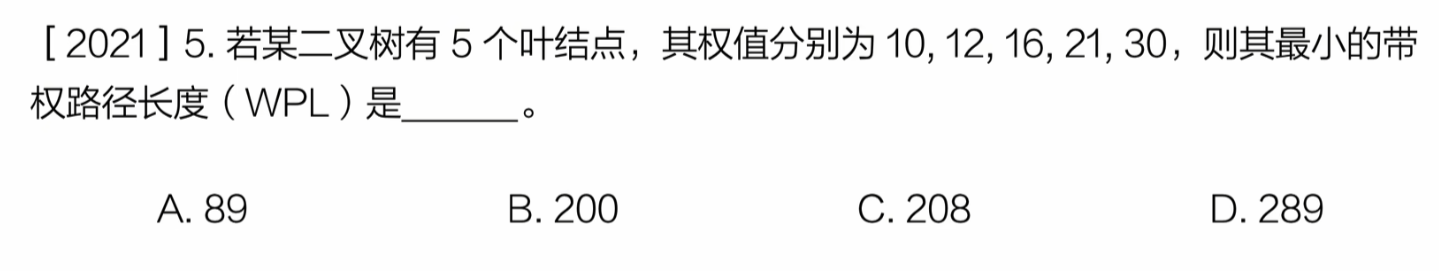 ［2021］5. 若某二叉树有 5 个叶结点，其权值分别为 10, 12, 16, 21, 30，则其最小的带
权路径长度（WPL）是______。
A. 89 B. 200 C. 208 D. 289